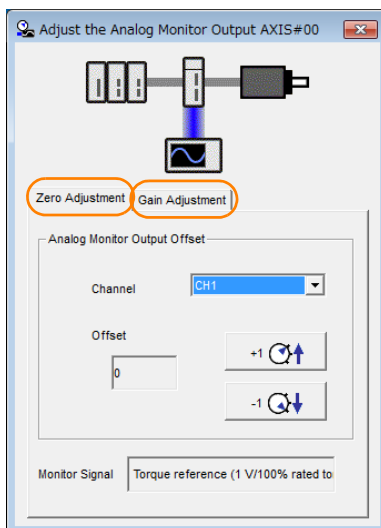 Adjust the Analog Monitor Output AXIS#00
Zero Adjustment
Gain Adjustment
Analog Monitor Output Offset
Channel
CH1
Offset
0
+1
-1
Monitor Signal
Torque reference (1 V/100% rated to